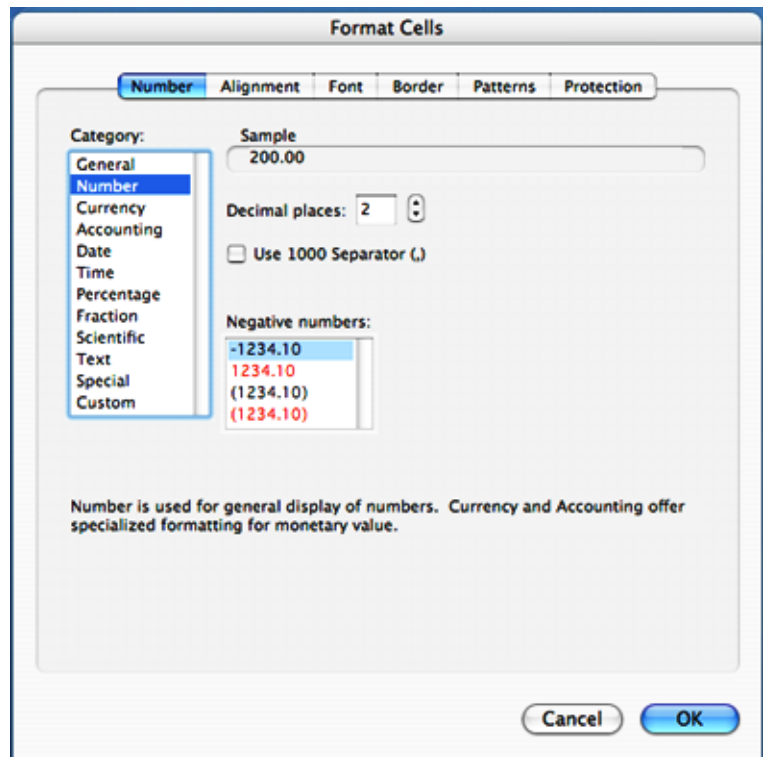 Format Cells
Number Alignment Font Border Patterns Protection
Category:
General
Number
Currency
Accounting
Date
Time
Percentage
Fraction
Scientific
Text
Special
Custom
Sample
200.00
Decimal places: 2
Use 1000 Separator (,)
Negative numbers:
-1234.10
1234.10
(1234.10)
(1234.10)
Number is used for general display of numbers. Currency and Accounting offer
specialized formatting for monetary value.
Cancel OK